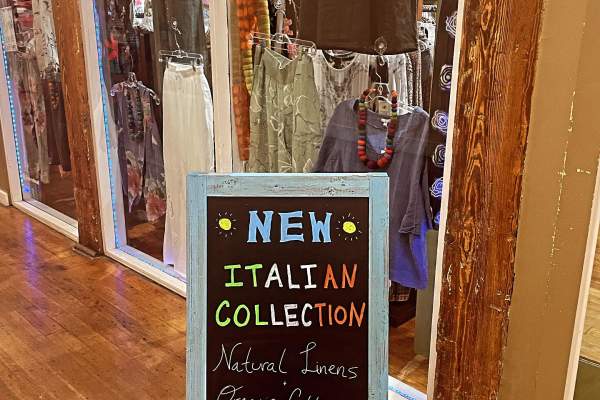 NEW
ITALIAN
COLLECTION
Natural Linens
+